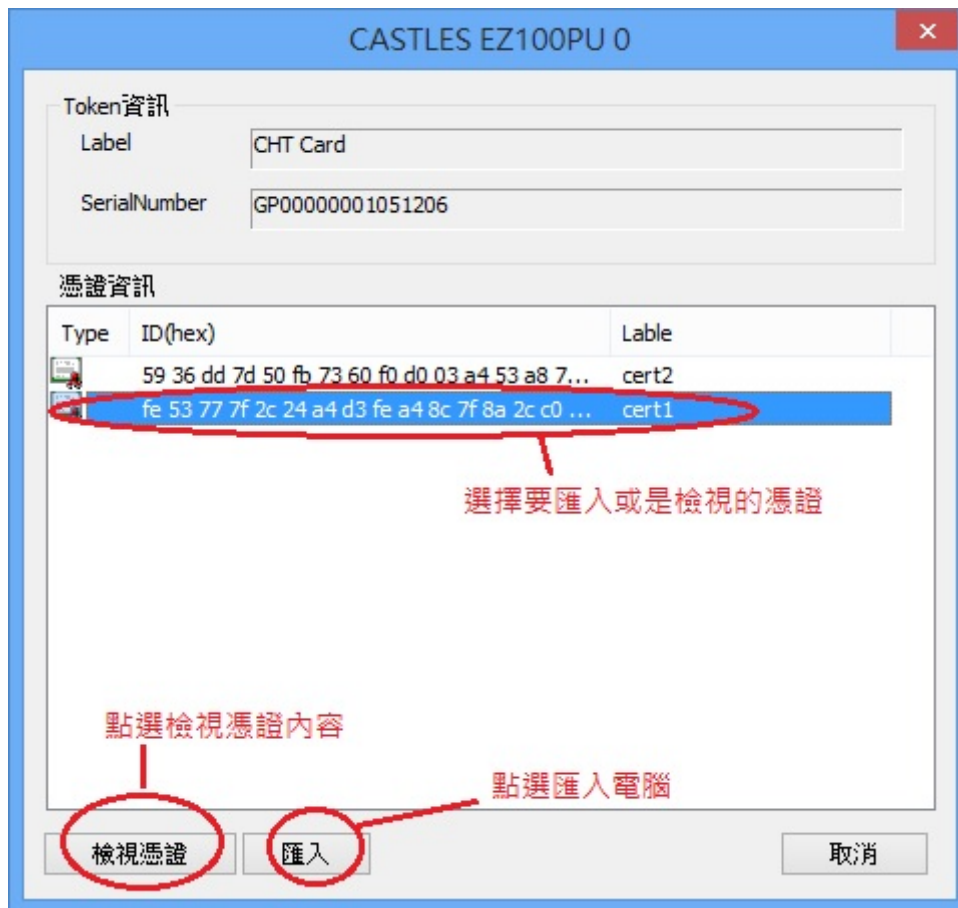 CASTLES EZ100PU 0
Token資訊
Label CHT Card
SerialNumber GP00000001051206
憑證資訊
Type ID(hex) Lable
59 36 dd 7d 50 fb 73 60 f0 d0 03 a4 53 a8 7... cert2
fe 53 77 7f 2c 24 a4 d3 fe a4 8c 7f 8a 2c c0 ... cert1
選擇要匯入或是檢視的憑證
點選檢視憑證內容
點選匯入電腦
檢視憑證 匯入 取消